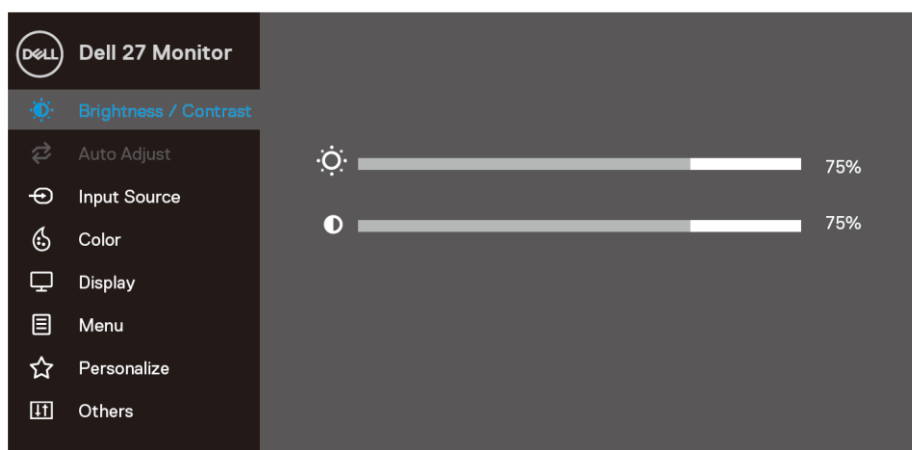 DELL Dell 27 Monitor
Brightness / Contrast
Auto Adjust
75%
Input Source
Color
75%
Display
Menu
Personalize
Others